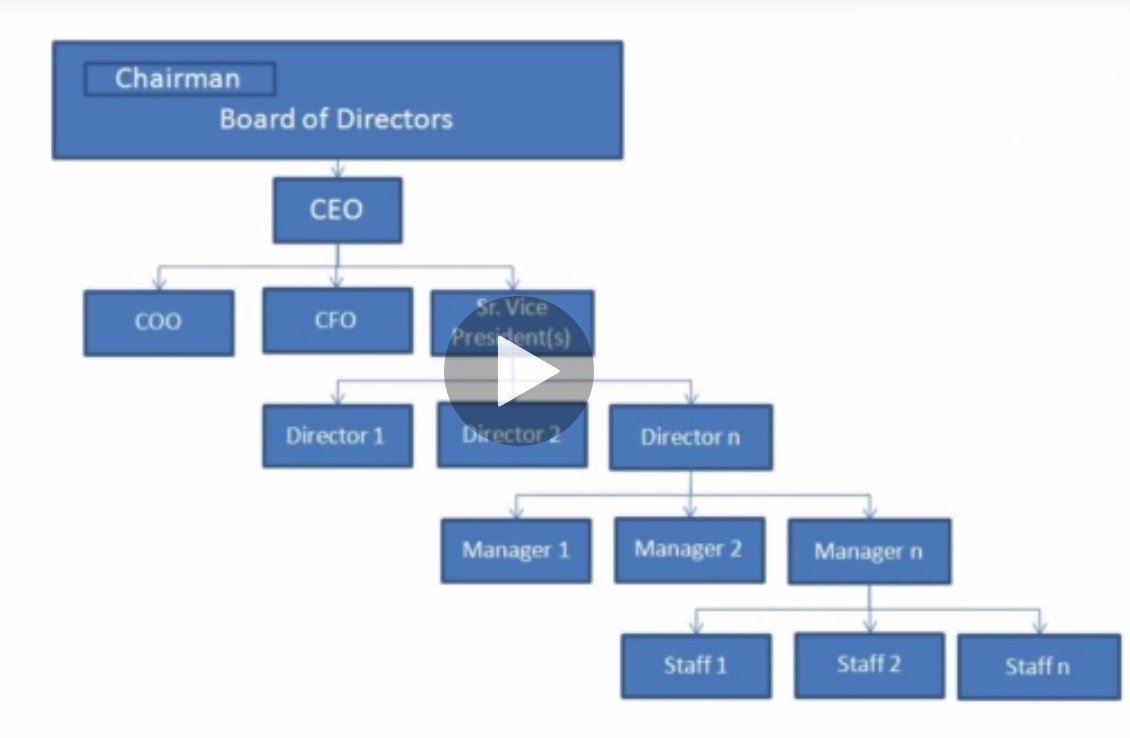 Chairman
Board of Directors
CEO
COO
CFO
Sr. Vice
President(s)
Director 1
Director 2
Director n
Manager 1
Manager 2
Manager n
Staff 1
Staff 2
Staff n